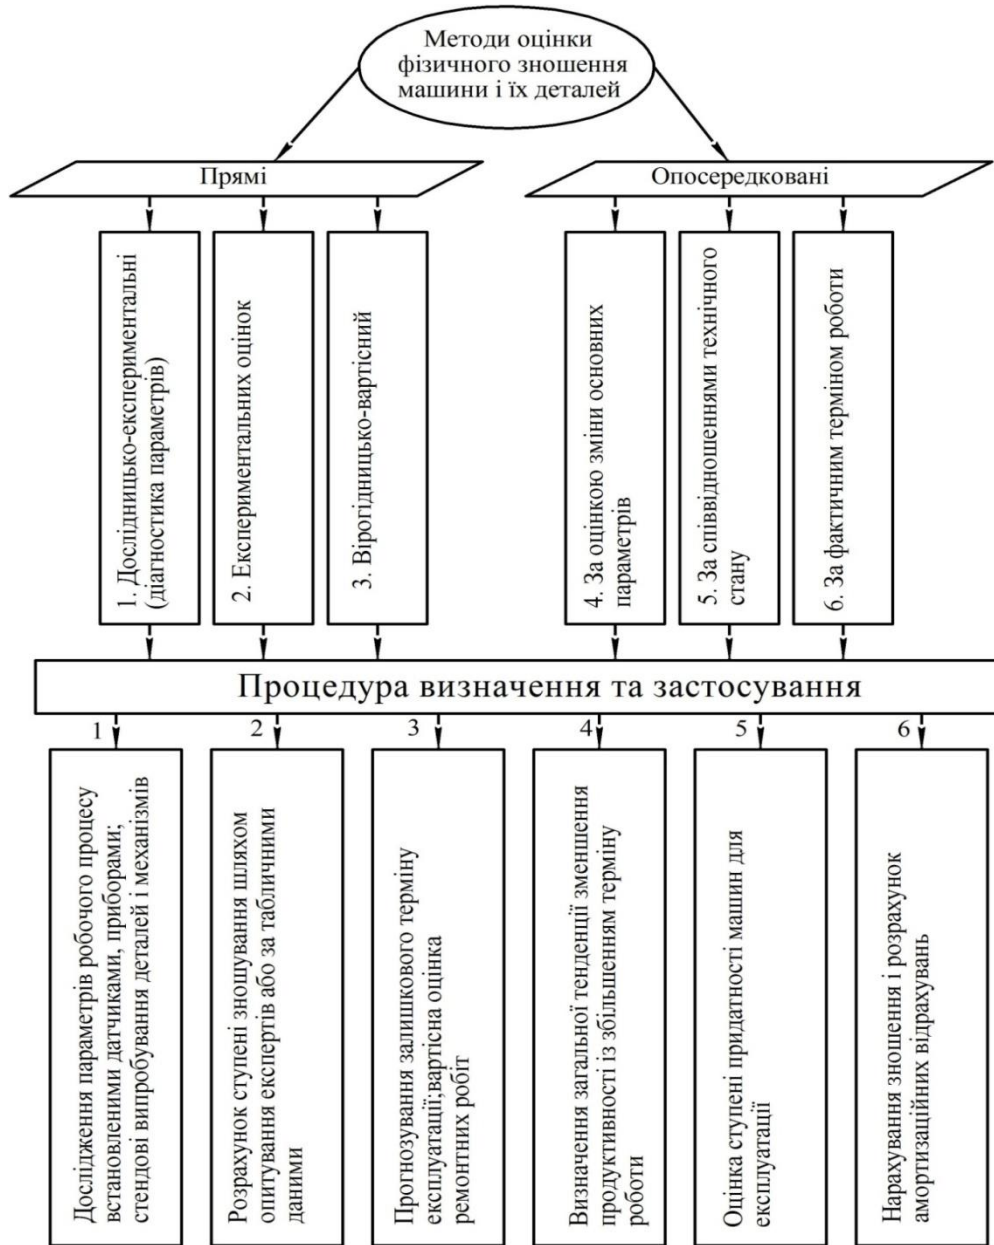 Методи оцінки
фізичного зношення
машини і їх деталей
Прямі
Опосередковані
1. Дослідницько-експериментальні
(діагностика параметрів)
2. Експериментальних оцінок
3. Вірогідницько-вартісний
4. За оцінкою зміни основних
параметрів
5. За співвідношеннями технічного
стану
6. За фактичним терміном роботи
Процедура визначення та застосування
1
2
3
4
5
6
Дослідження параметрів робочого процесу
встановленими датчиками, приборами;
стендові випробування деталей і механізмів
Розрахунок ступені зношування шляхом
опитування експертів або за табличними
даними
Прогнозування залишкового терміну
експлуатації;вартісна оцінка
ремонтних робіт
Визначення загальної тенденції зменшення
продуктивності із збільшенням терміну
роботи
Оцінка ступені придатності машин для
експлуатації
Нарахування зношення і розрахунок
амортизаційних відрахувань